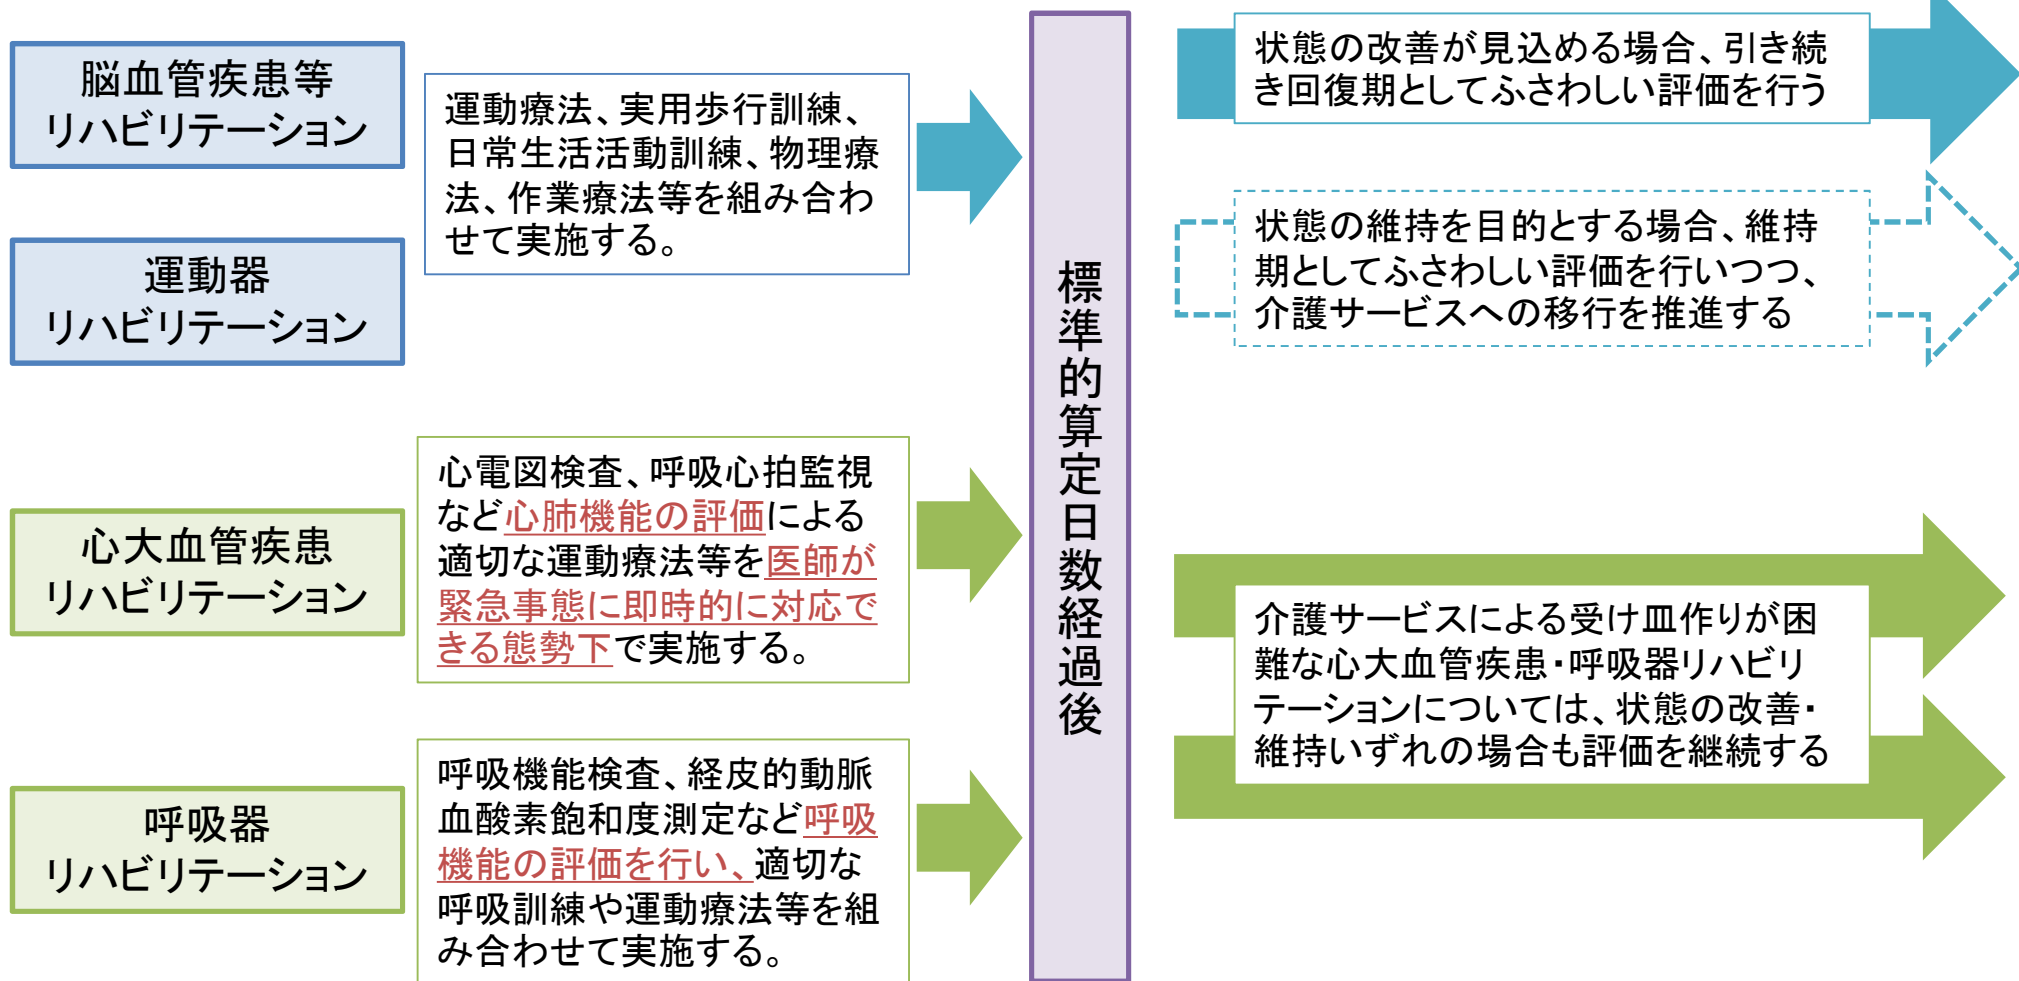 脳血管疾患等
リハビリテーション
運動療法、実用歩行訓練、
日常生活活動訓練、物理療
法、作業療法等を組み合わ
せて実施する。
運動器
リハビリテーション
心大血管疾患
リハビリテーション
心電図検査、呼吸心拍監視
など心肺機能の評価による
適切な運動療法等を医師が
緊急事態に即時的に対応で
きる態勢下で実施する。
呼吸器
リハビリテーション
呼吸機能検査、経皮的動脈
血酸素飽和度測定など呼吸
機能の評価を行い、適切な
呼吸訓練や運動療法等を組
み合わせて実施する。
標準的算定日数経過後
状態の改善が見込める場合、引き続
き回復期としてふさわしい評価を行う
状態の維持を目的とする場合、維持
期としてふさわしい評価を行いつつ、
介護サービスへの移行を推進する
介護サービスによる受け皿作りが困
難な心大血管疾患・呼吸器リハビリ
テーションについては、状態の改善・
維持いずれの場合も評価を継続する